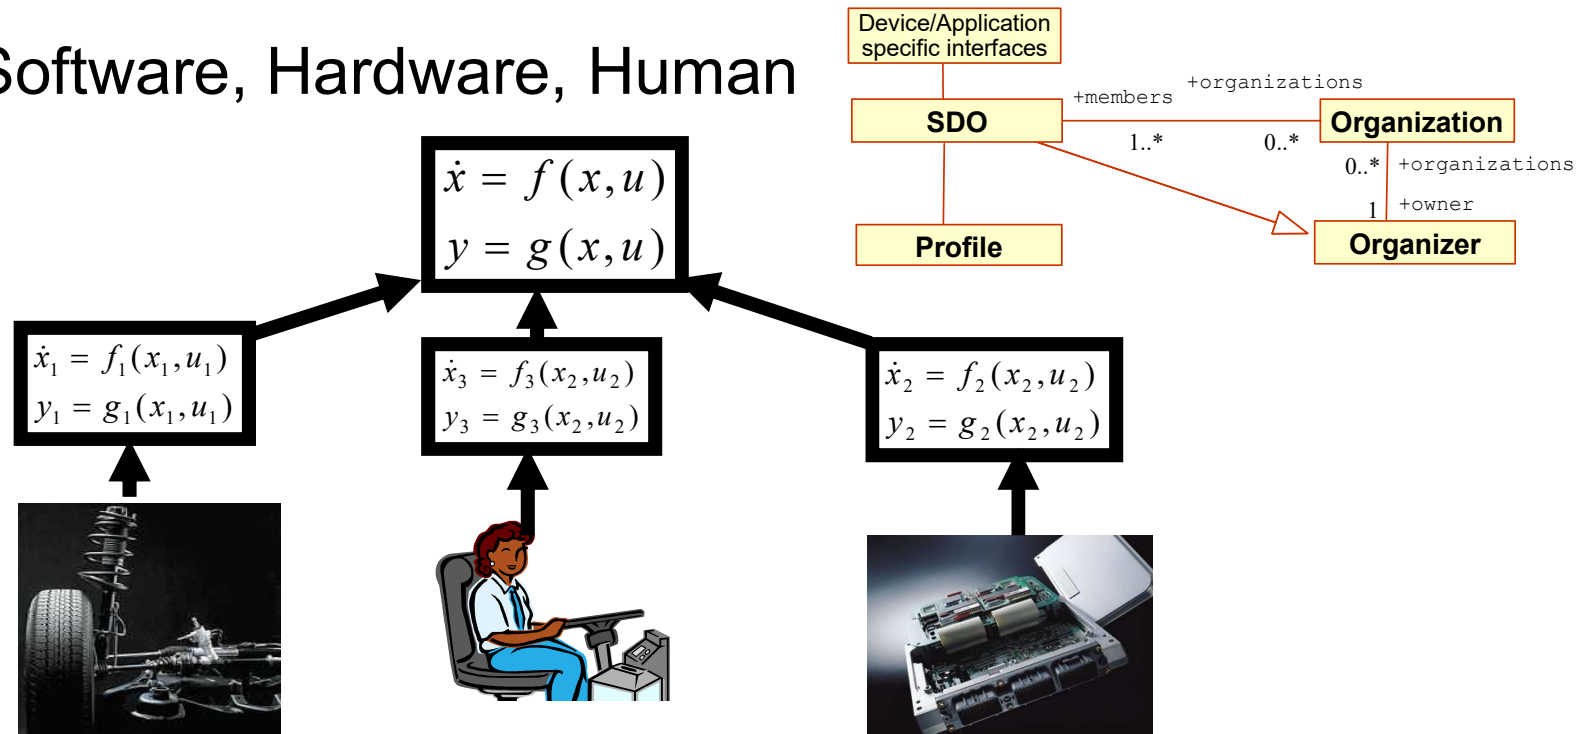 Software, Hardware, Human
Device/Application
specific interfaces
SDO
+members
+organizations
1..*
0..*
Organization
0..*
+organizations
1
+owner
Profile
Organizer
ẋ = f(x,u)
y = g(x,u)
ẋ₁ = f₁(x₁,u₁)
y₁ = g₁(x₁,u₁)
ẋ₃ = f₃(x₂,u₂)
y₃ = g₃(x₂,u₂)
ẋ₂ = f₂(x₂,u₂)
y₂ = g₂(x₂,u₂)